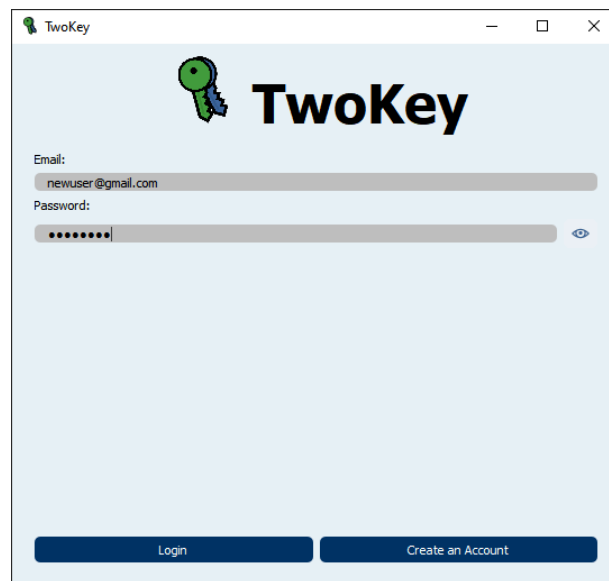 TwoKey
TwoKey
Email:
newuser@gmail.com
Password:
••••••••
Login
Create an Account